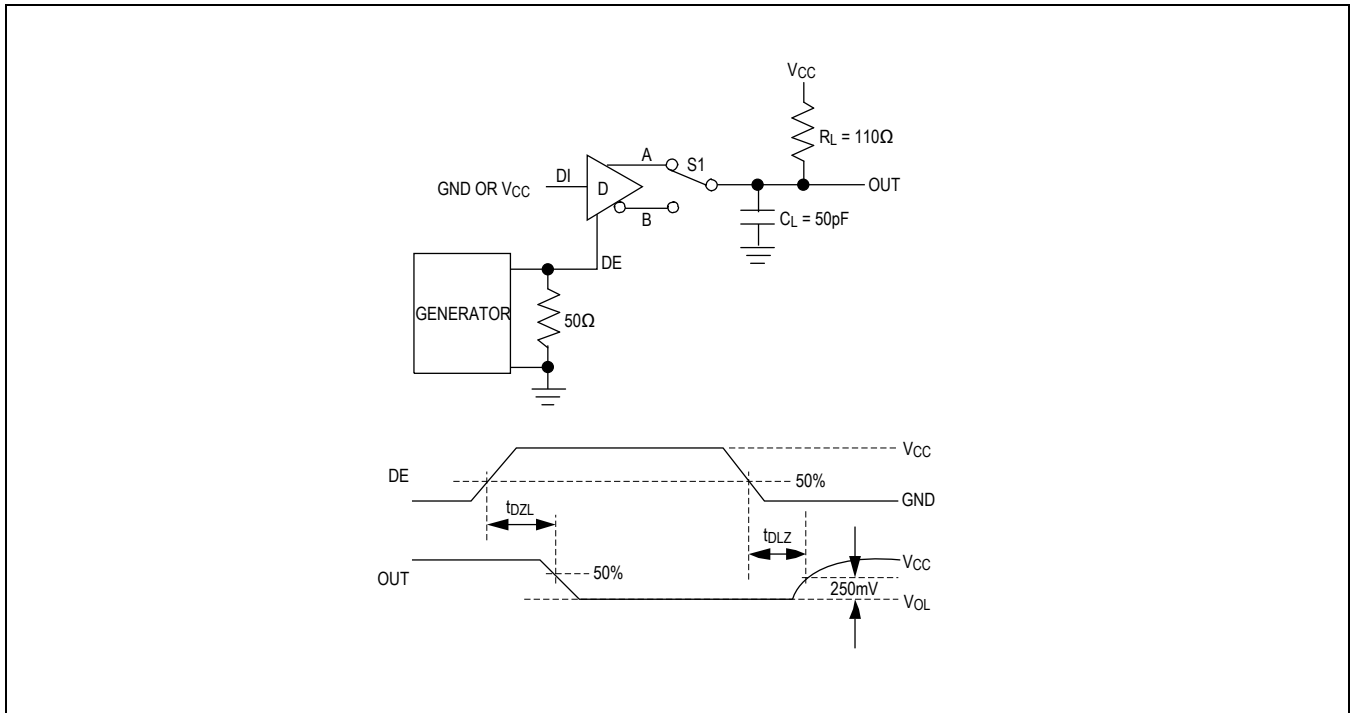 VCC
RL = 110Ω
A
S1
DI
GND OR VCC
D
OUT
B
CL = 50pF
DE
GENERATOR
50Ω
VCC
DE
50%
GND
tDZL
tDLZ
VCC
OUT
50%
250mV
VOL